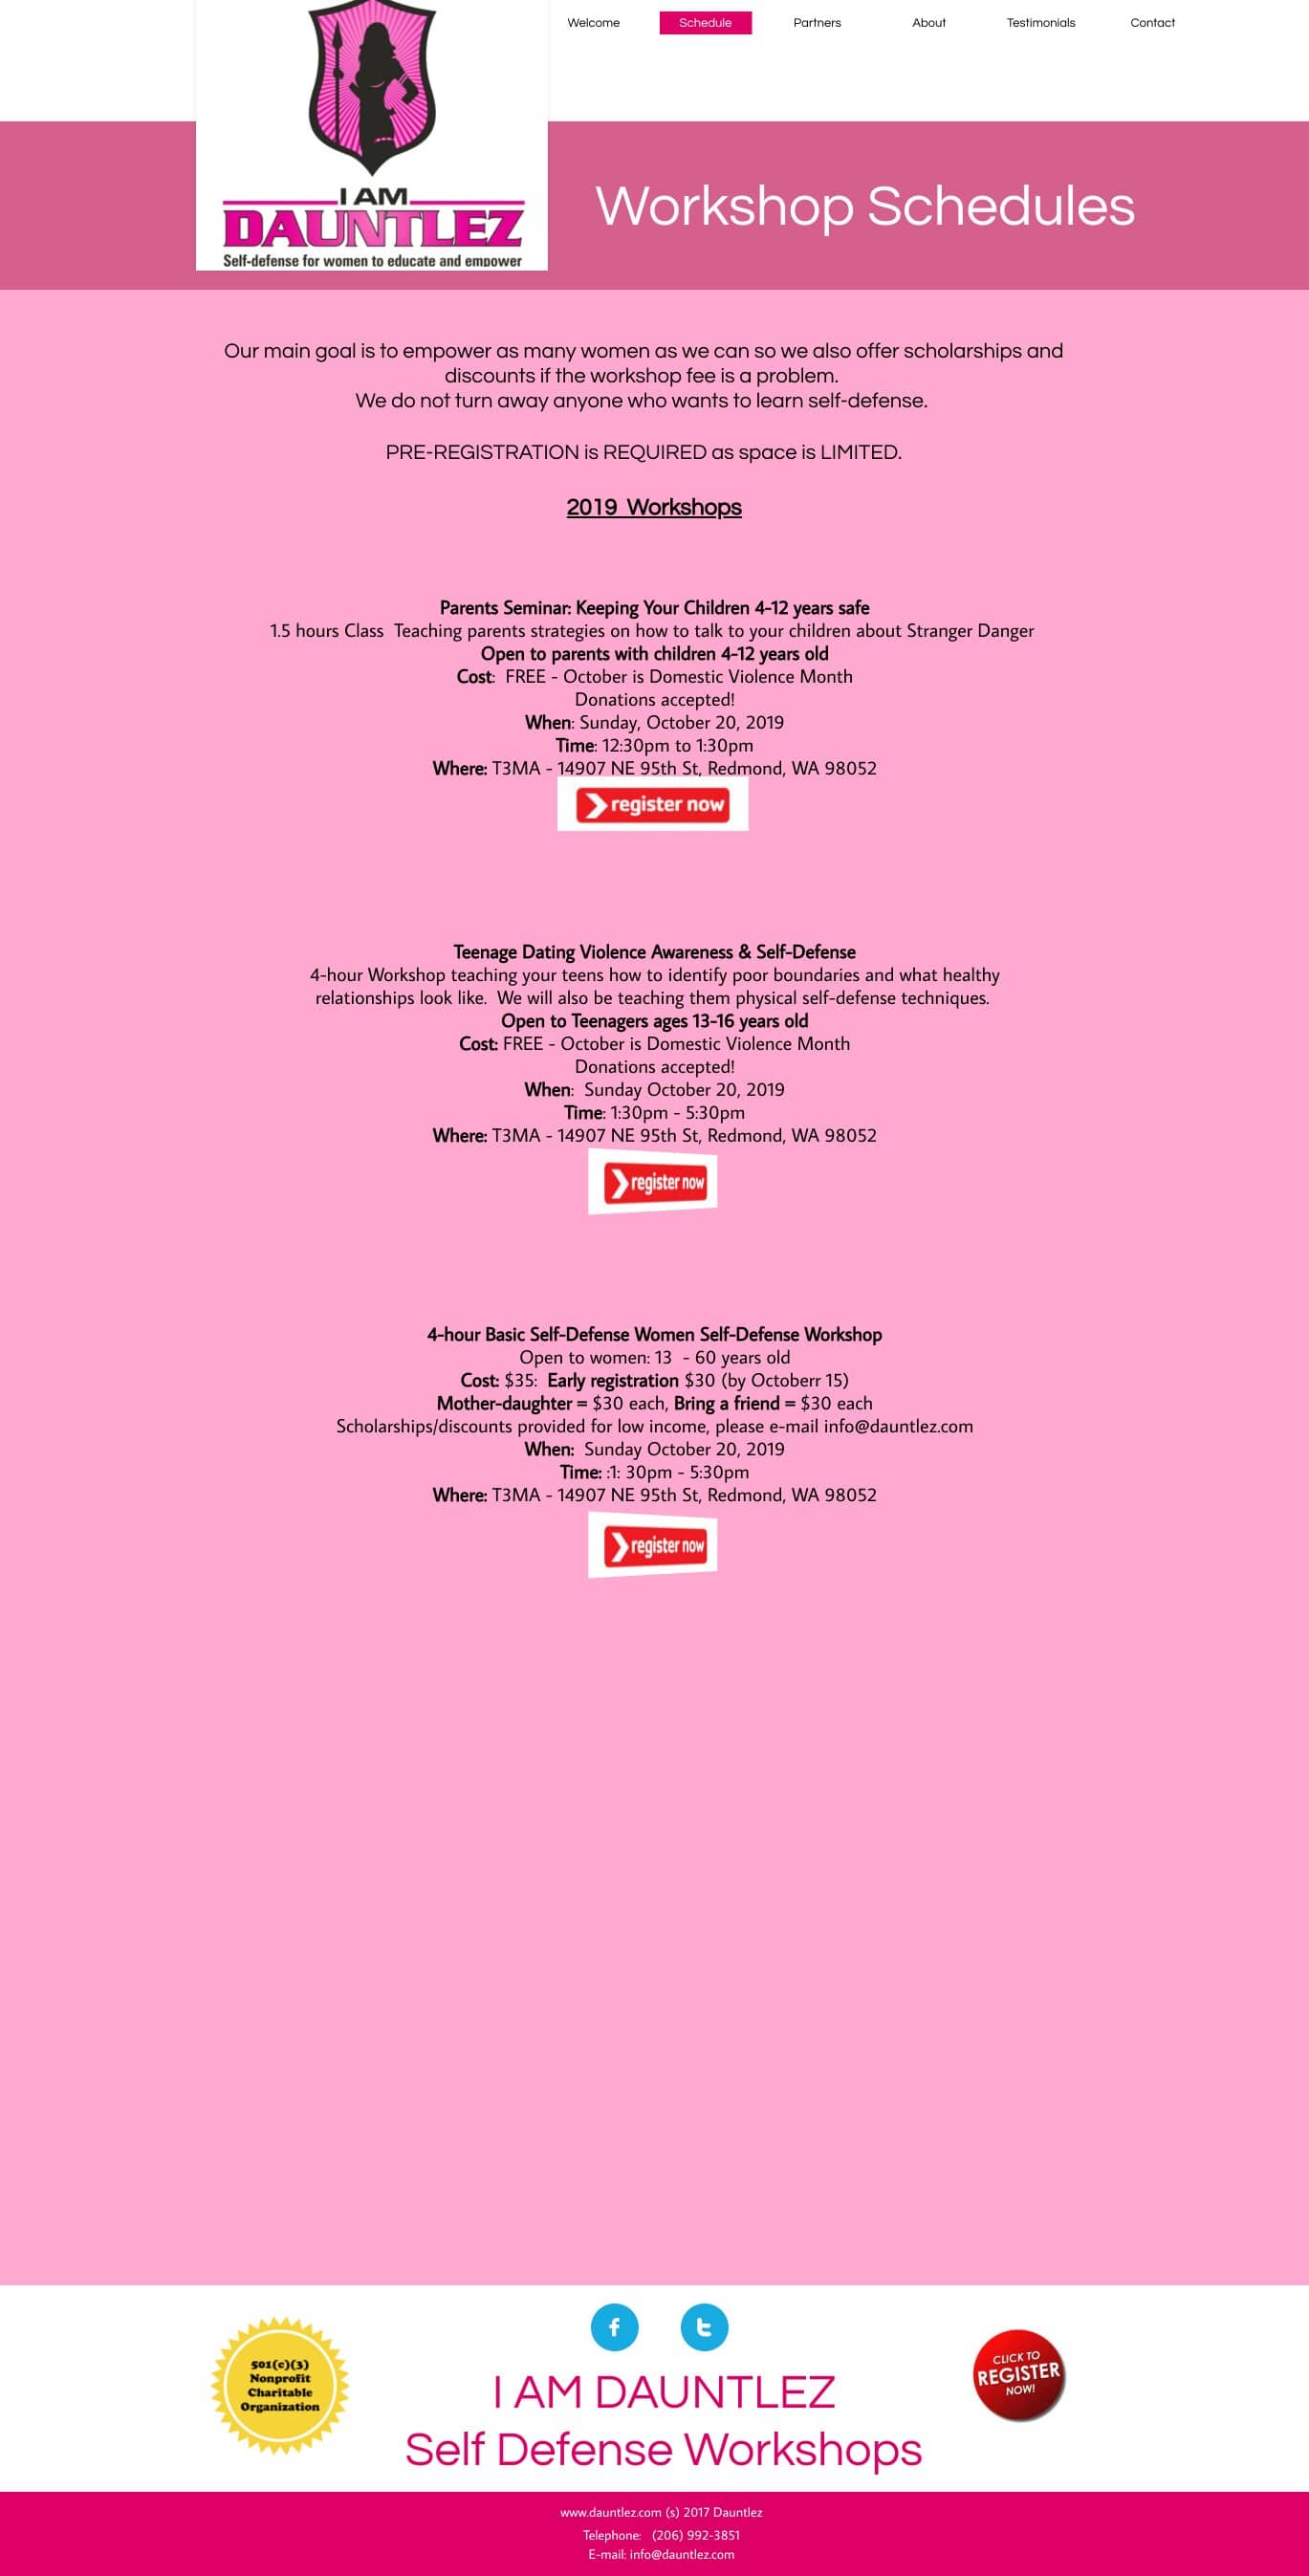 Welcome
Schedule
Partners
About
Testimonials
Contact
I AM
DAUNTLEZ
Self-defense for women to educate and empower
Workshop Schedules
Our main goal is to empower as many women as we can so we also offer scholarships and
discounts if the workshop fee is a problem.
We do not turn away anyone who wants to learn self-defense.
PRE-REGISTRATION is REQUIRED as space is LIMITED.
2019  Workshops
Parents Seminar: Keeping Your Children 4-12 years safe
1.5 hours Class  Teaching parents strategies on how to talk to your children about Stranger Danger
Open to parents with children 4-12 years old
Cost:  FREE - October is Domestic Violence Month
Donations accepted!
When: Sunday, October 20, 2019
Time: 12:30pm to 1:30pm
Where: T3MA - 14907 NE 95th St, Redmond, WA 98052
register now
Teenage Dating Violence Awareness & Self-Defense
4-hour Workshop teaching your teens how to identify poor boundaries and what healthy
relationships look like.  We will also be teaching them physical self-defense techniques.
Open to Teenagers ages 13-16 years old
Cost: FREE - October is Domestic Violence Month
Donations accepted!
When:  Sunday October 20, 2019
Time: 1:30pm - 5:30pm
Where: T3MA - 14907 NE 95th St, Redmond, WA 98052
register now
4-hour Basic Self-Defense Women Self-Defense Workshop
Open to women: 13  - 60 years old
Cost: $35:  Early registration $30 (by Octoberr 15)
Mother-daughter = $30 each, Bring a friend = $30 each
Scholarships/discounts provided for low income, please e-mail info@dauntlez.com
When:  Sunday October 20, 2019
Time: :1: 30pm - 5:30pm
Where: T3MA - 14907 NE 95th St, Redmond, WA 98052
register now
501(c)(3)
Nonprofit
Charitable
Organization
I AM DAUNTLEZ
Self Defense Workshops
CLICK TO
REGISTER
NOW!
www.dauntlez.com (s) 2017 Dauntlez
Telephone:   (206) 992-3851
E-mail: info@dauntlez.com